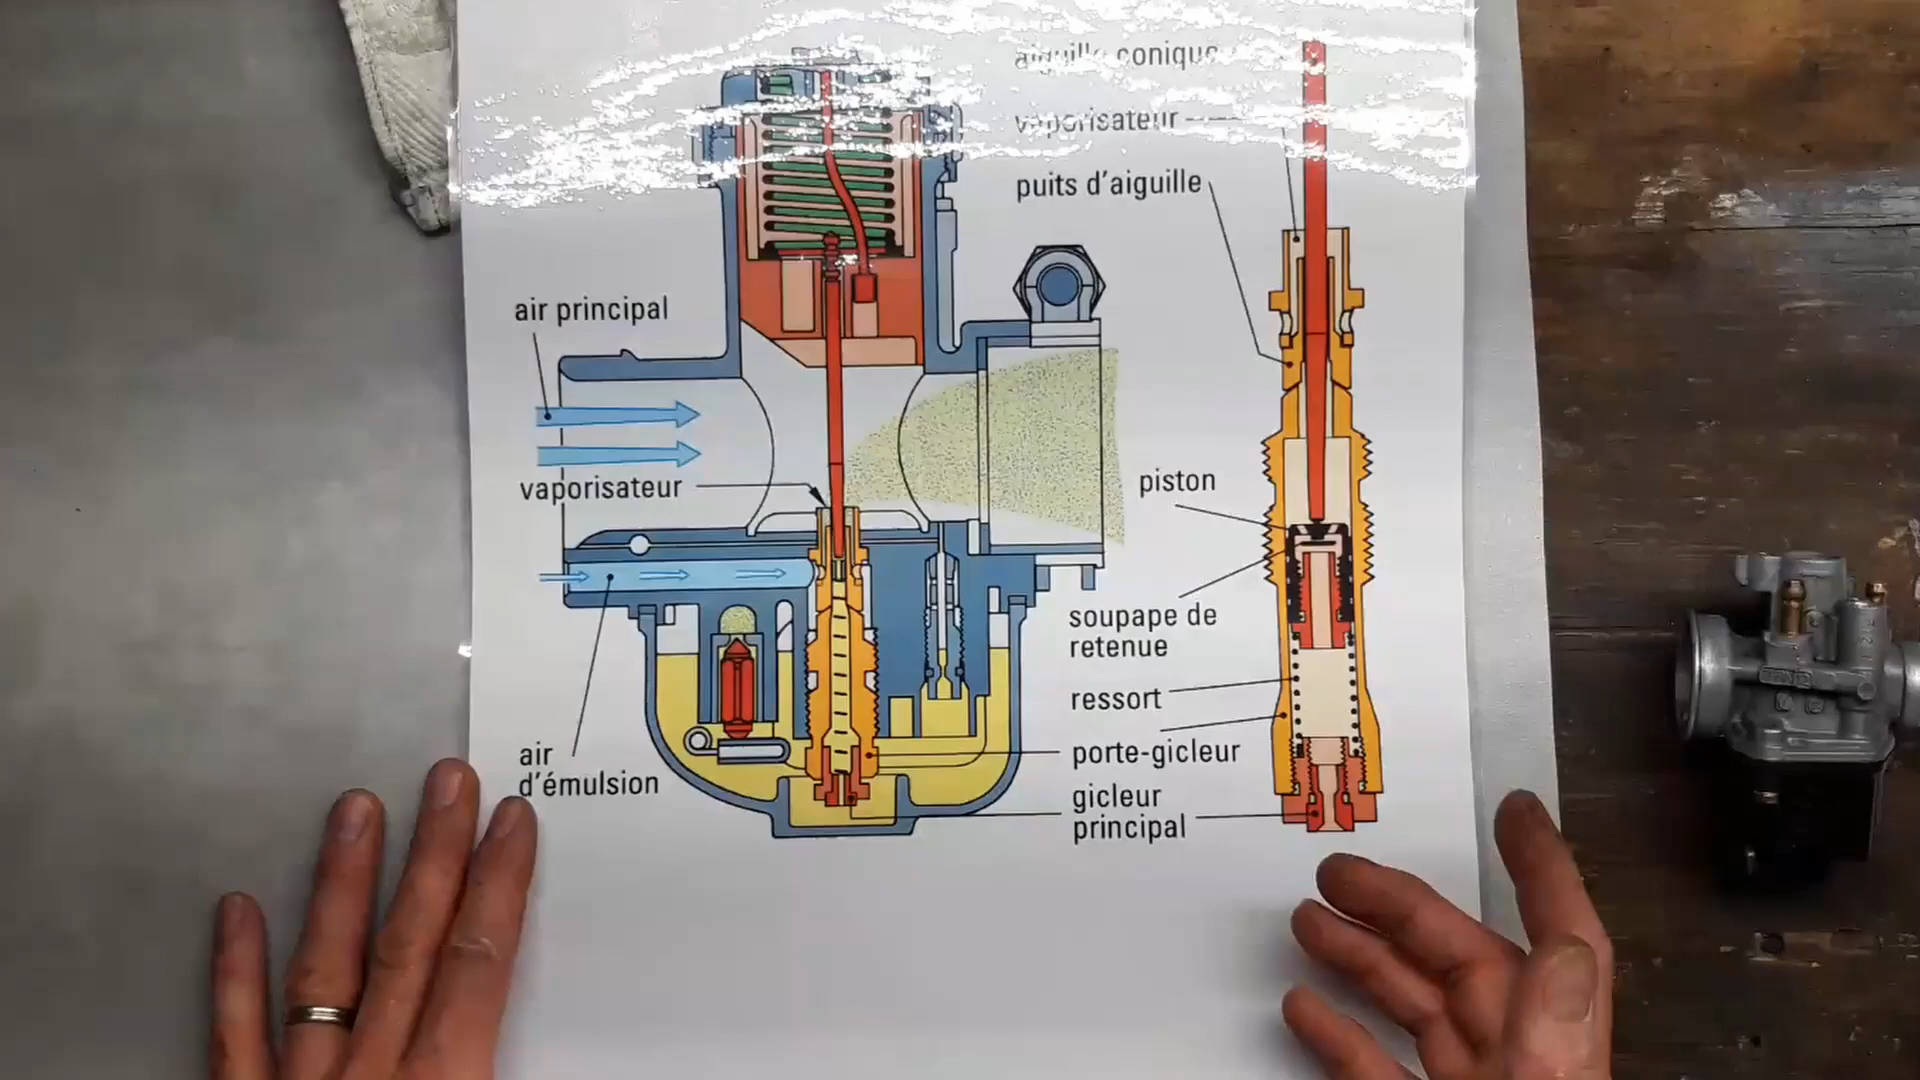 aiguille conique
vaporisateur
puits d'aiguille
air principal
vaporisateur
piston
soupape de
retenue
ressort
porte-gicleur
air
d'émulsion
gicleur
principal